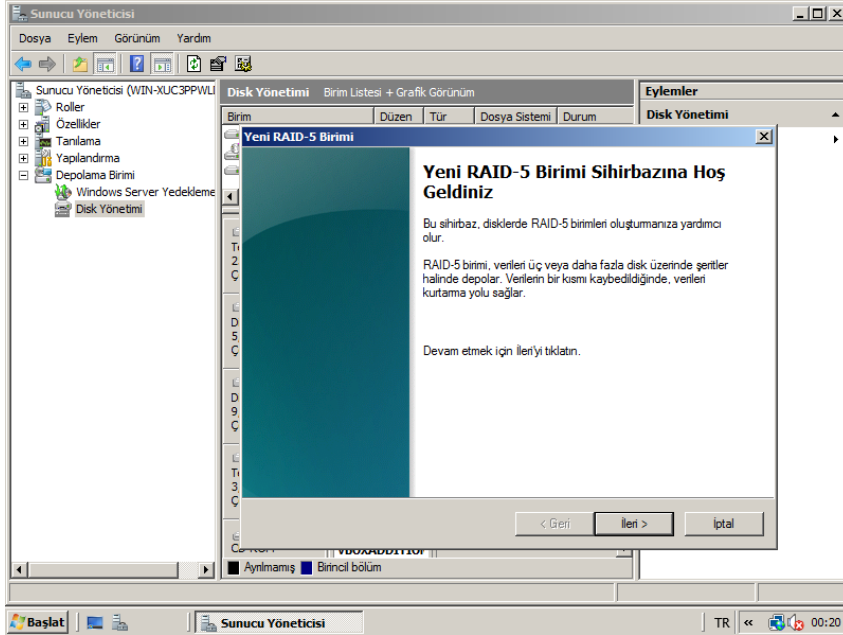 Sunucu Yöneticisi
Dosya Eylem Görünüm Yardım
Sunucu Yöneticisi (WIN-XUC3PPWLI
Roller
Özellikler
Tanılama
Yapılandırma
Depolama Birimi
Windows Server Yedekleme
Disk Yönetimi
Disk Yönetimi Birim Listesi + Grafik Görünüm
Birim Düzen Tür Dosya Sistemi Durum
Eylemler
Disk Yönetimi
Yeni RAID-5 Birimi
Yeni RAID-5 Birimi Sihirbazına Hoş
Geldiniz
Bu sihirbaz, disklerde RAID-5 birimleri oluşturmanıza yardımcı
olur.
RAID-5 birimi, verileri üç veya daha fazla disk üzerinde şeritler
halinde depolar. Verilerin bir kısmı kaybedildiğinde, verileri
kurtarma yolu sağlar.
Devam etmek için İleri'yi tıklatın.
< Geri İleri > İptal
Ayrılmamış Birincil bölüm
Başlat Sunucu Yöneticisi TR « 00:20